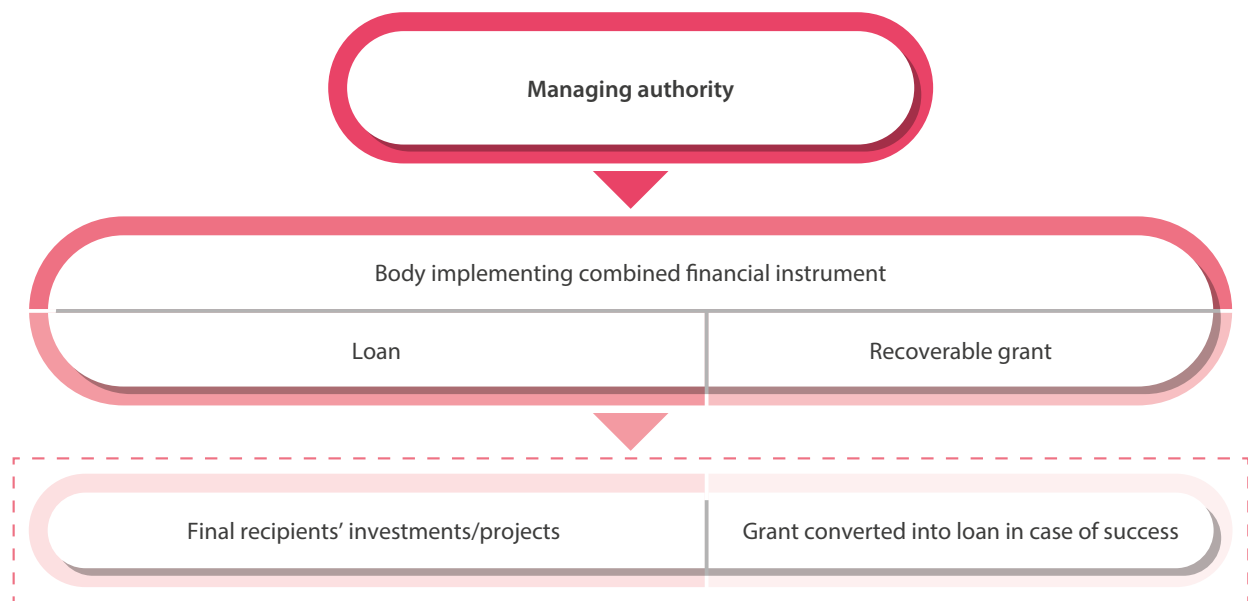 Managing authority
Body implementing combined financial instrument
Loan
Recoverable grant
Final recipients’ investments/projects
Grant converted into loan in case of success